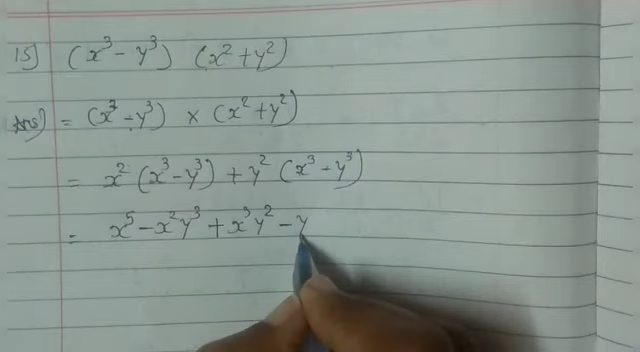 15) (x³ - y³) (x² + y²)
Ans) = (x³ - y³) × (x² + y²)
= x² (x³ - y³) + y² (x³ - y³)
= x⁵ - x²y³ + x³y² - y